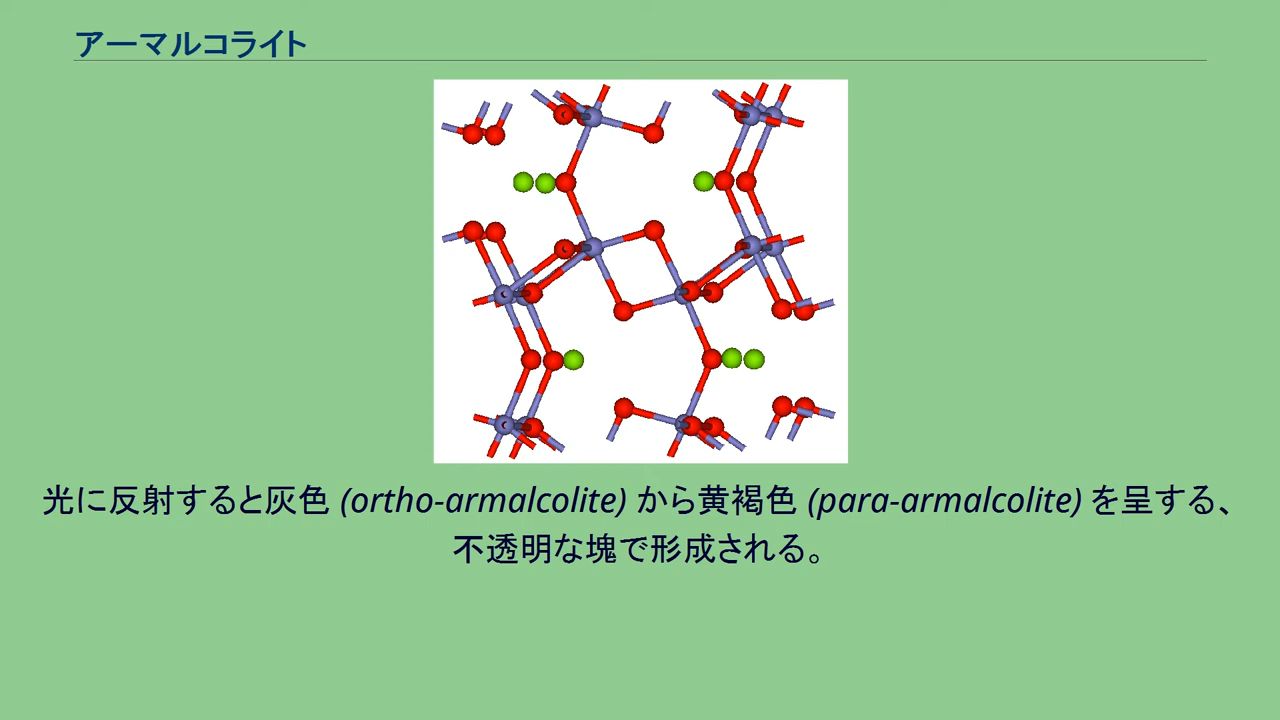 アーマルコライト
光に反射すると灰色 (ortho-armalcolite) から黄褐色 (para-armalcolite) を呈する、
不透明な塊で形成される。